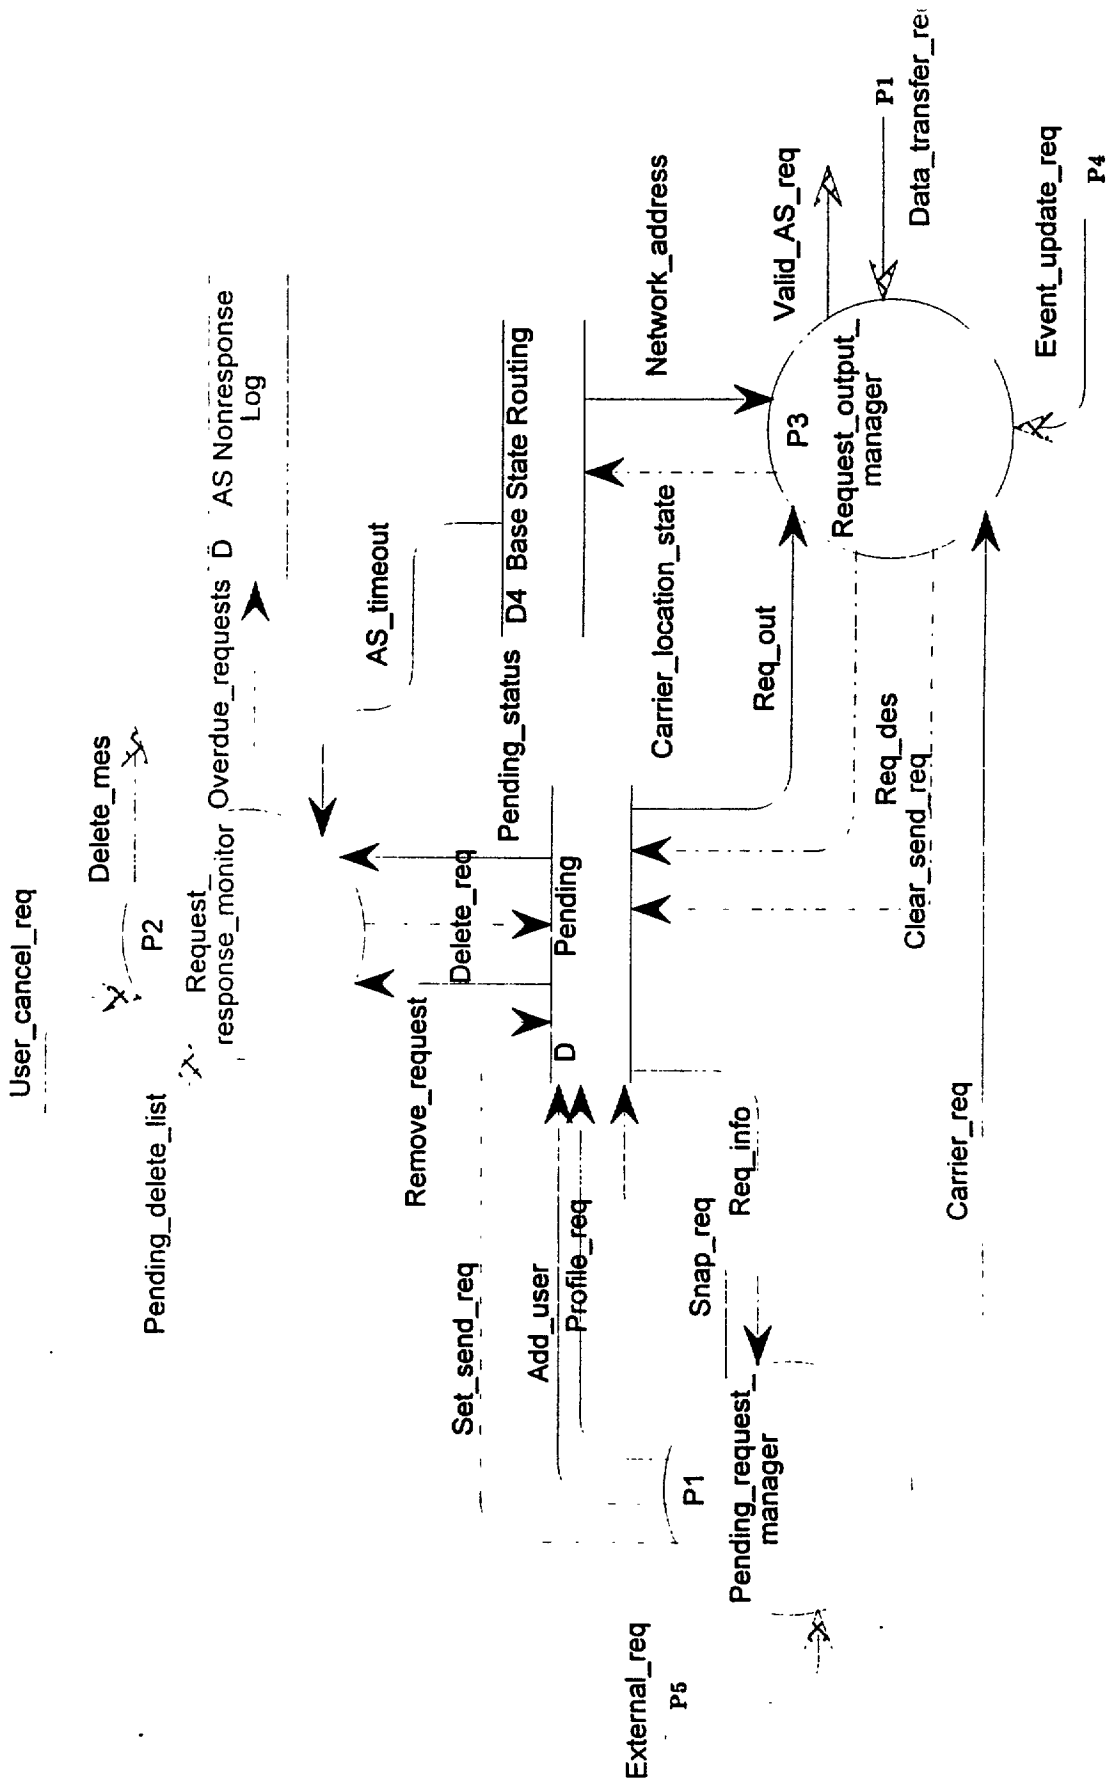 User_cancel_req
Delete_mes
P2
Pending_delete_list
Request_
response_monitor
Overdue_requests
D
AS Nonresponse
Log
AS_timeout
Remove_request
Delete_req
Pending_status
D4
Base State Routing
Set_send_req
Add_user
Profile_req
D
Pending
Network_address
Carrier_location_state
Valid_AS_req
P1
Data_transfer_re
External_req
P5
P1
Pending_request_
manager
Snap_req
Req_info
Req_out
P3
Request_output_
manager
Req_des
Clear_send_req
Carrier_req
Event_update_req
P4